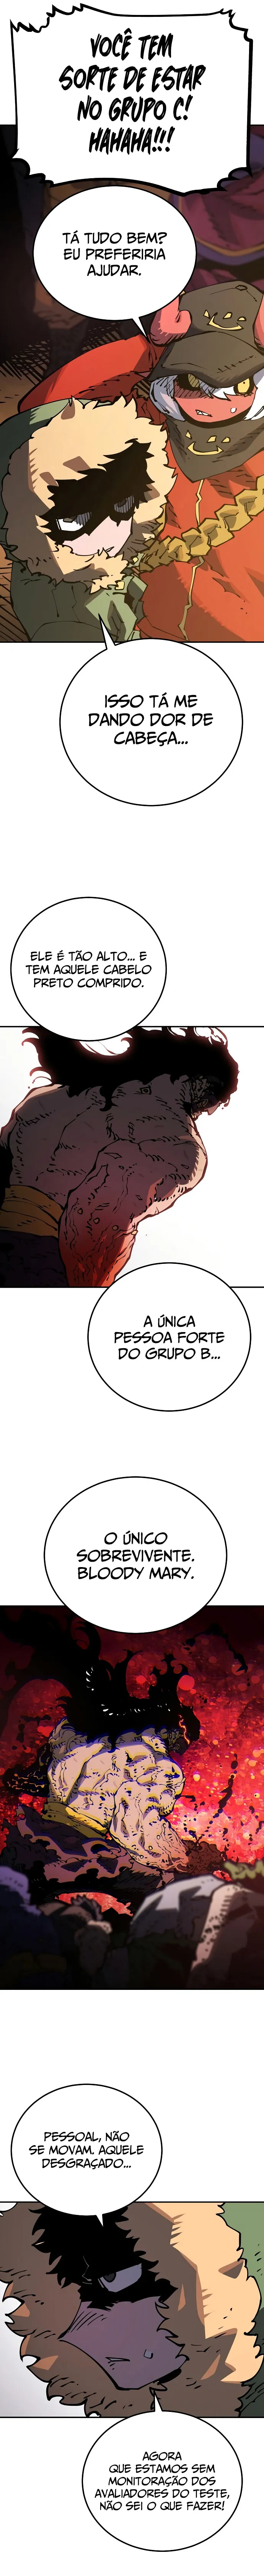 VOCÊ TEM
SORTE DE ESTAR
NO GRUPO C!
HAHAHA!!!
TÁ TUDO BEM?
EU PREFERIRIA
AJUDAR.
ISSO TÁ ME
DANDO DOR DE
CABEÇA...
ELE É TÃO ALTO... E
TEM AQUELE CABELO
PRETO COMPRIDO.
A ÚNICA
PESSOA FORTE
DO GRUPO B...
O ÚNICO
SOBREVIVENTE.
BLOODY MARY.
PESSOAL, NÃO
SE MOVAM. AQUELE
DESGRAÇADO...
AGORA
QUE ESTAMOS SEM
MONITORAÇÃO DOS
AVALIADORES DO TESTE,
NÃO SEI O QUE FAZER!